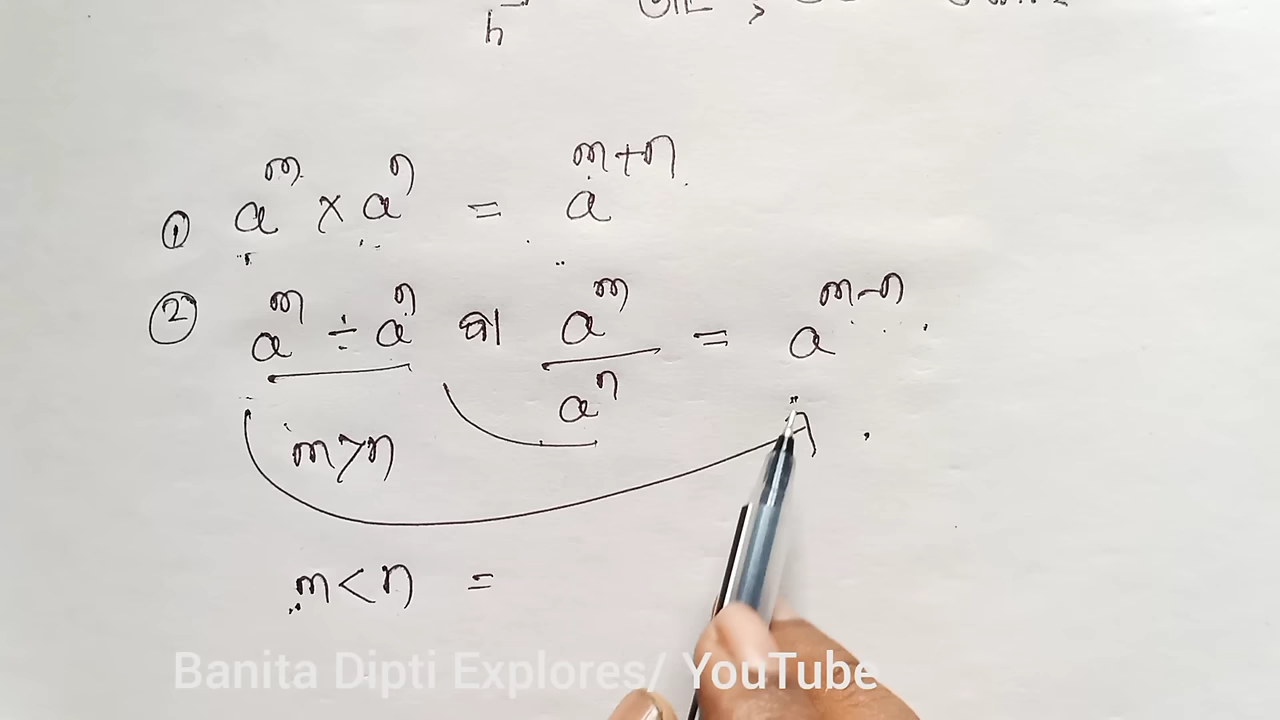 ① a^m × a^n = a^{m+n}
② a^m ÷ a^n ବା a^m/a^n = a^{m-n}
m>n
m<n =
Banita Dipti Explores/ YouTube